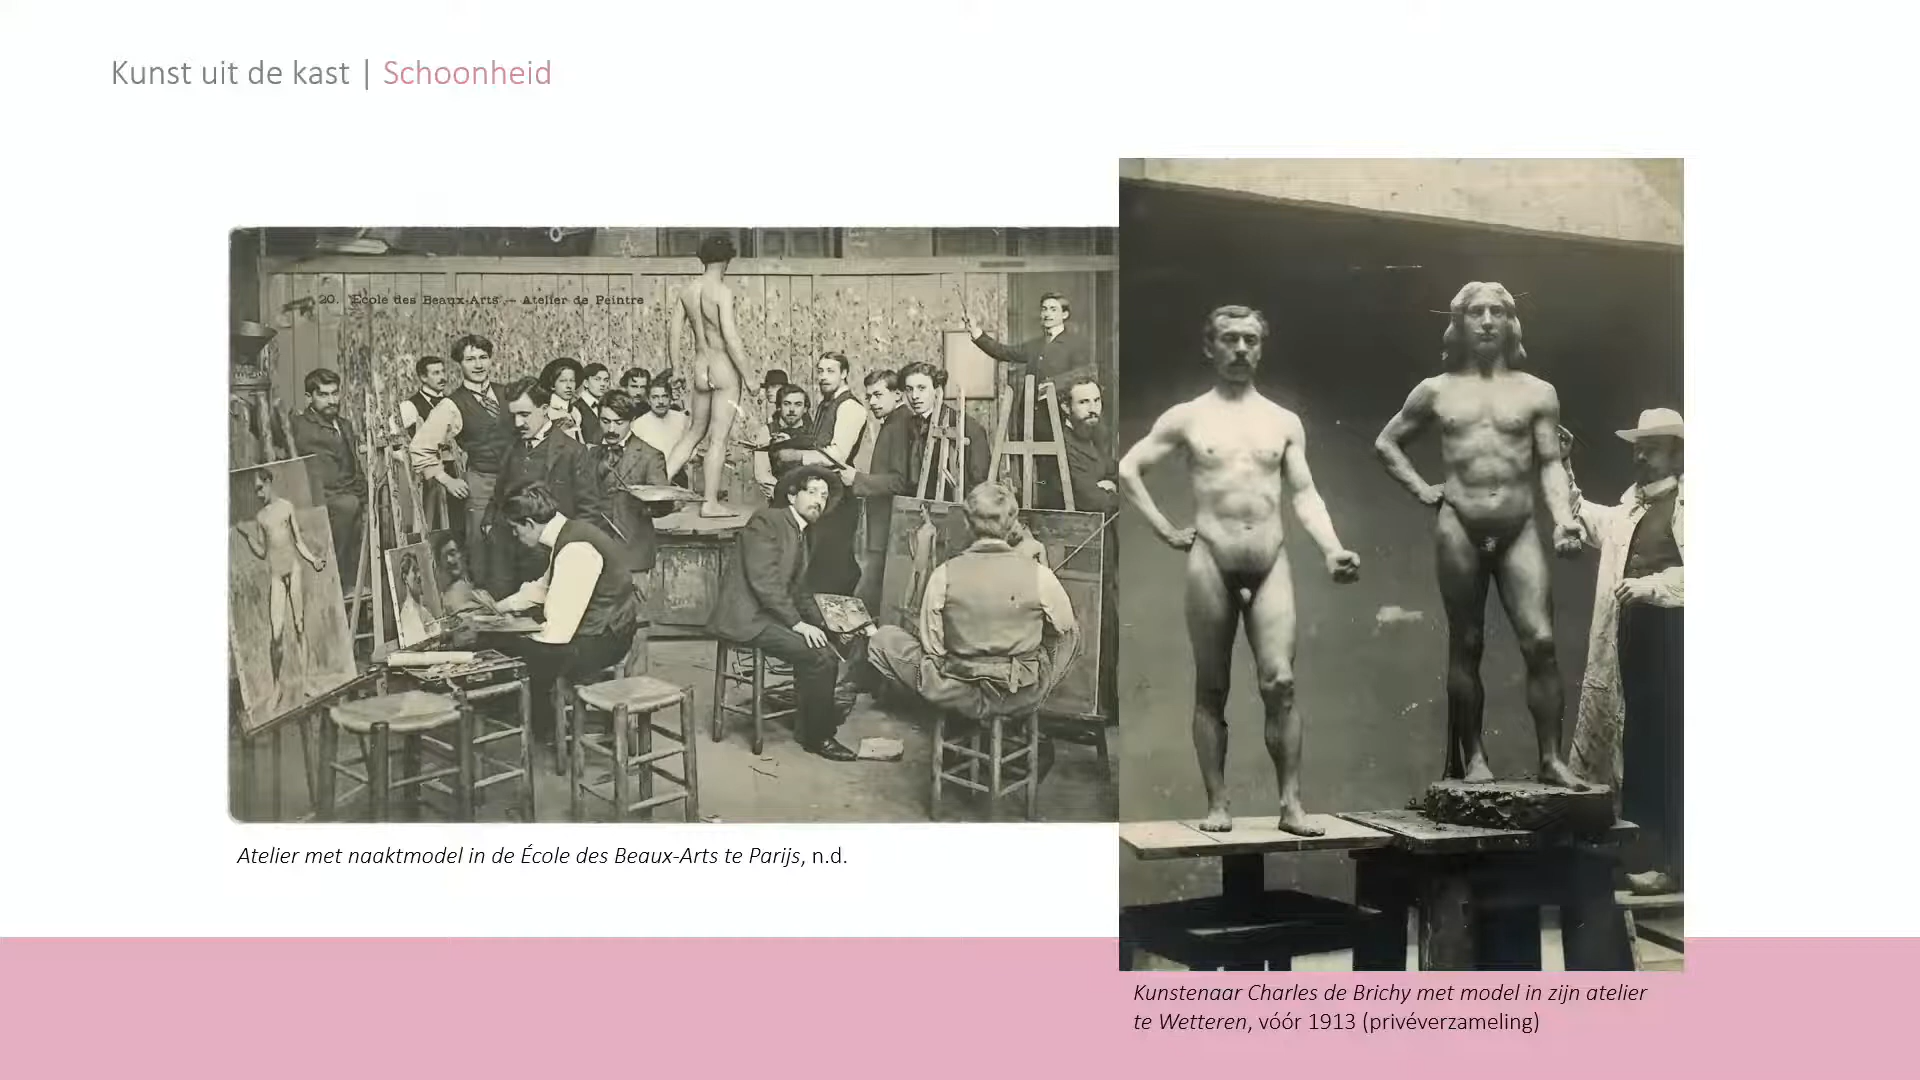 Kunst uit de kast | Schoonheid
20. École des Beaux-Arts — Atelier de Peintre
Atelier met naaktmodel in de École des Beaux-Arts te Parijs, n.d.
Kunstenaar Charles de Brichy met model in zijn atelier
te Wetteren, vóór 1913 (privéverzameling)